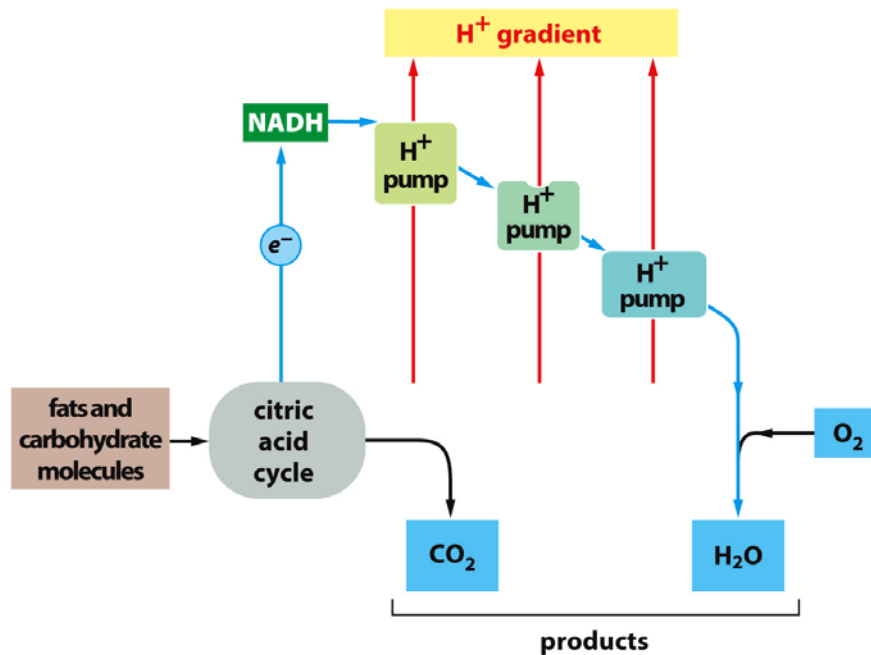 H⁺ gradient
NADH
H⁺
pump
H⁺
pump
H⁺
pump
e⁻
fats and
carbohydrate
molecules
citric
acid
cycle
O₂
CO₂
H₂O
products